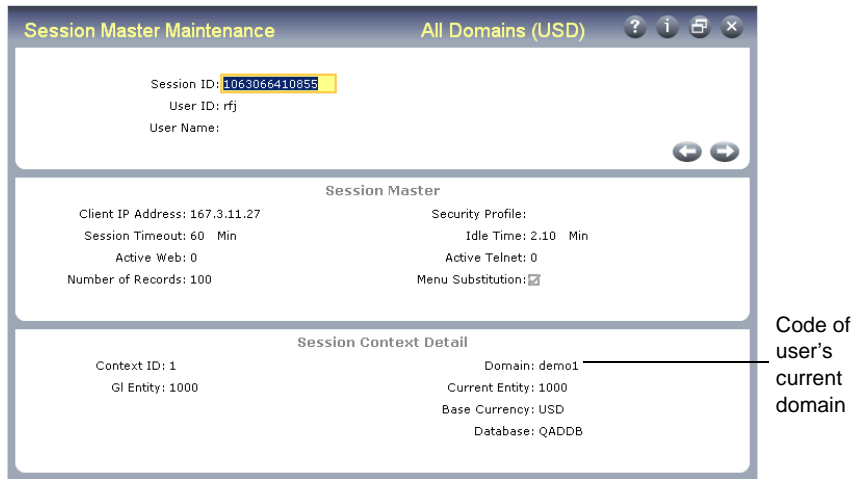 Session Master Maintenance All Domains (USD) ? i
Session ID: 1063066410855
User ID: rfj
User Name:
Session Master
Client IP Address: 167.3.11.27 Security Profile:
Session Timeout: 60 Min Idle Time: 2.10 Min
Active Web: 0 Active Telnet: 0
Number of Records: 100 Menu Substitution:
Session Context Detail
Context ID: 1 Domain: demo1
Gl Entity: 1000 Current Entity: 1000
Base Currency: USD
Database: QADDB
Code of
user's
current
domain